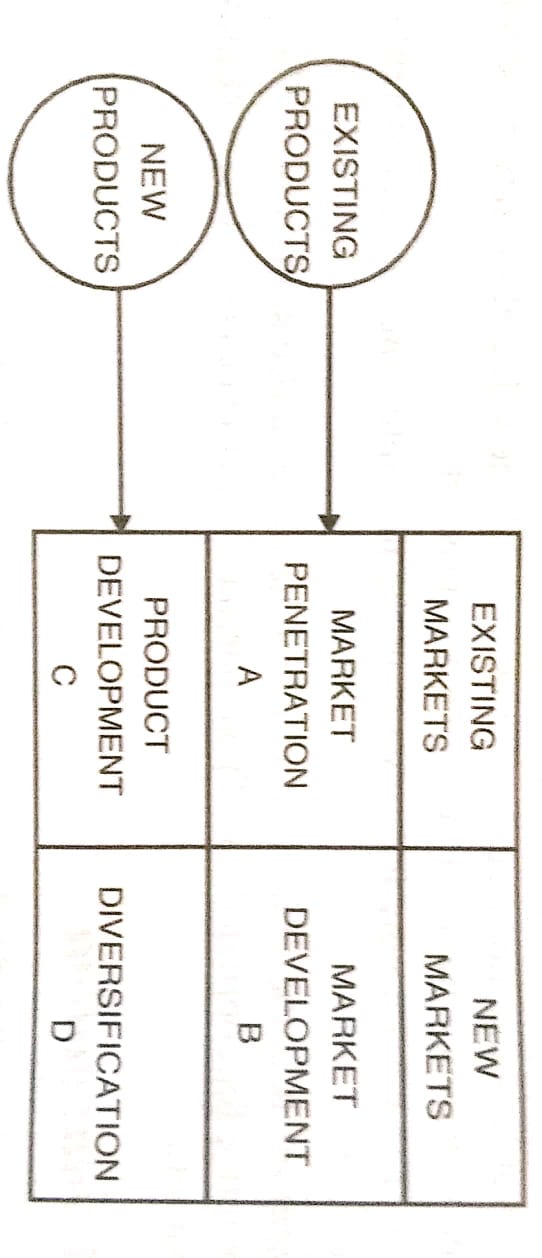 EXISTING
MARKETS
NEW
MARKETS
EXISTING
PRODUCTS
MARKET
PENETRATION
A
MARKET
DEVELOPMENT
B
NEW
PRODUCTS
PRODUCT
DEVELOPMENT
C
DIVERSIFICATION
D